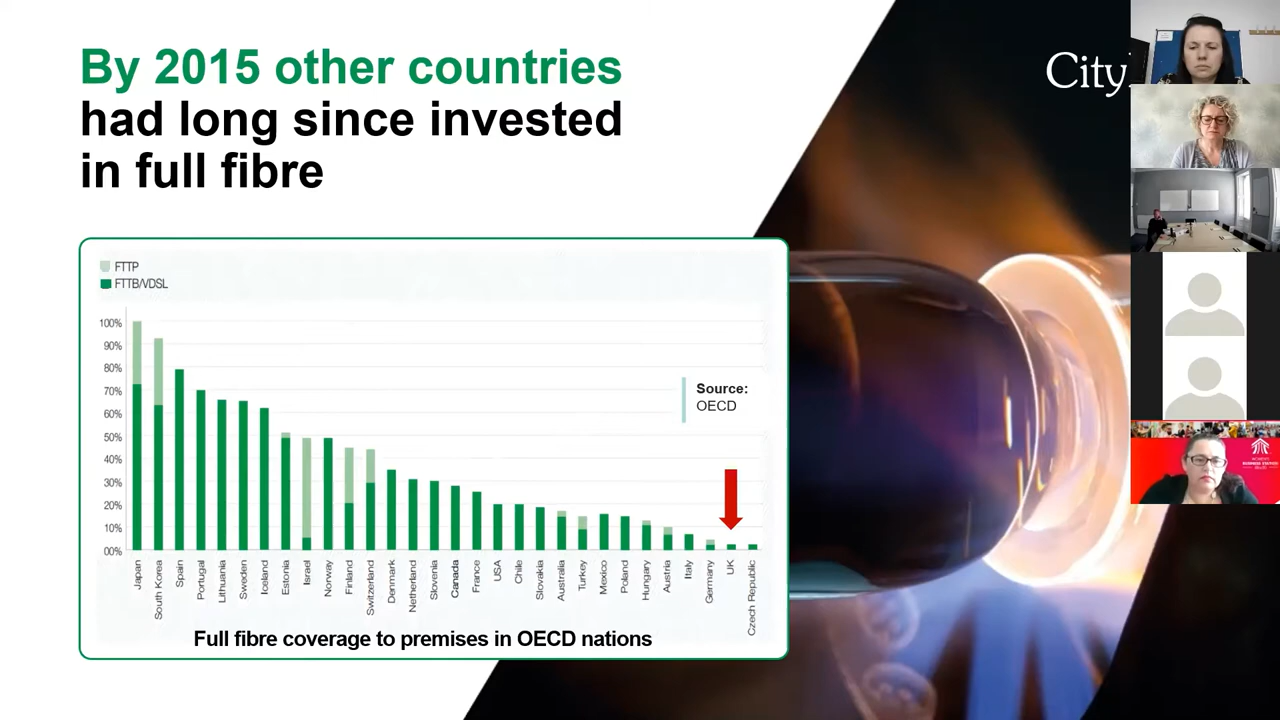 By 2015 other countries
had long since invested
in full fibre
City
FTTP
FTTB/VDSL
100%
90%
80%
70%
60%
50%
40%
30%
20%
10%
00%
Source:
OECD
Japan
South Korea
Spain
Portugal
Lithuania
Sweden
Iceland
Estonia
Israel
Norway
Finland
Switzerland
Denmark
Netherland
Slovenia
Canada
France
USA
Chile
Slovakia
Australia
Turkey
Mexico
Poland
Hungary
Austria
Italy
Germany
UK
Czech Republic
Full fibre coverage to premises in OECD nations